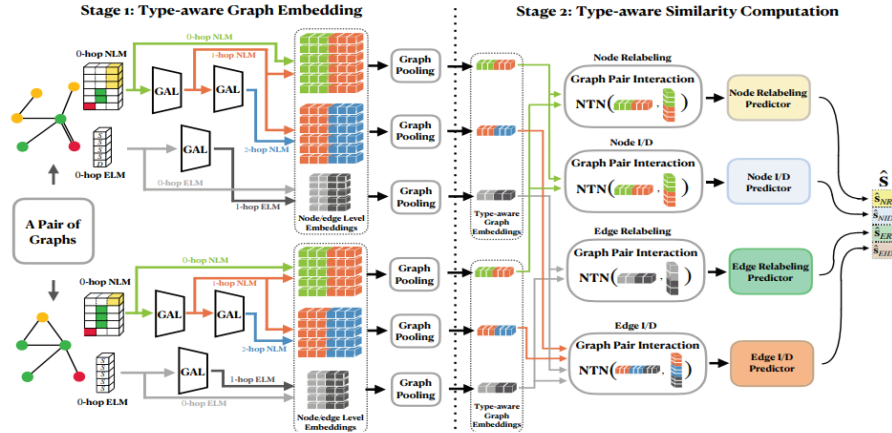 Stage 1: Type-aware Graph Embedding
Stage 2: Type-aware Similarity Computation
0-hop NLM
0-hop NLM
1-hop NLM
GAL
GAL
2-hop NLM
S
S
S
S
D
0-hop ELM
GAL
0-hop ELM
1-hop ELM
Node/edge Level
Embeddings
Graph
Pooling
Graph
Pooling
Graph
Pooling
A Pair of
Graphs
0-hop NLM
0-hop NLM
1-hop NLM
GAL
GAL
2-hop NLM
S
S
S
S
S
0-hop ELM
GAL
1-hop ELM
0-hop ELM
Node/edge Level
Embeddings
Graph
Pooling
Graph
Pooling
Graph
Pooling
Type-aware
Graph
Embeddings
Type-aware
Graph
Embeddings
Node Relabeling
Graph Pair Interaction
NTN( , )
Node Relabeling
Predictor
Node I/D
Graph Pair Interaction
NTN( , )
Node I/D
Predictor
Edge Relabeling
Graph Pair Interaction
NTN( , )
Edge Relabeling
Predictor
Edge I/D
Graph Pair Interaction
NTN( , )
Edge I/D
Predictor
Ŝ
ŝNR
ŝNID
ŝER
ŝEID